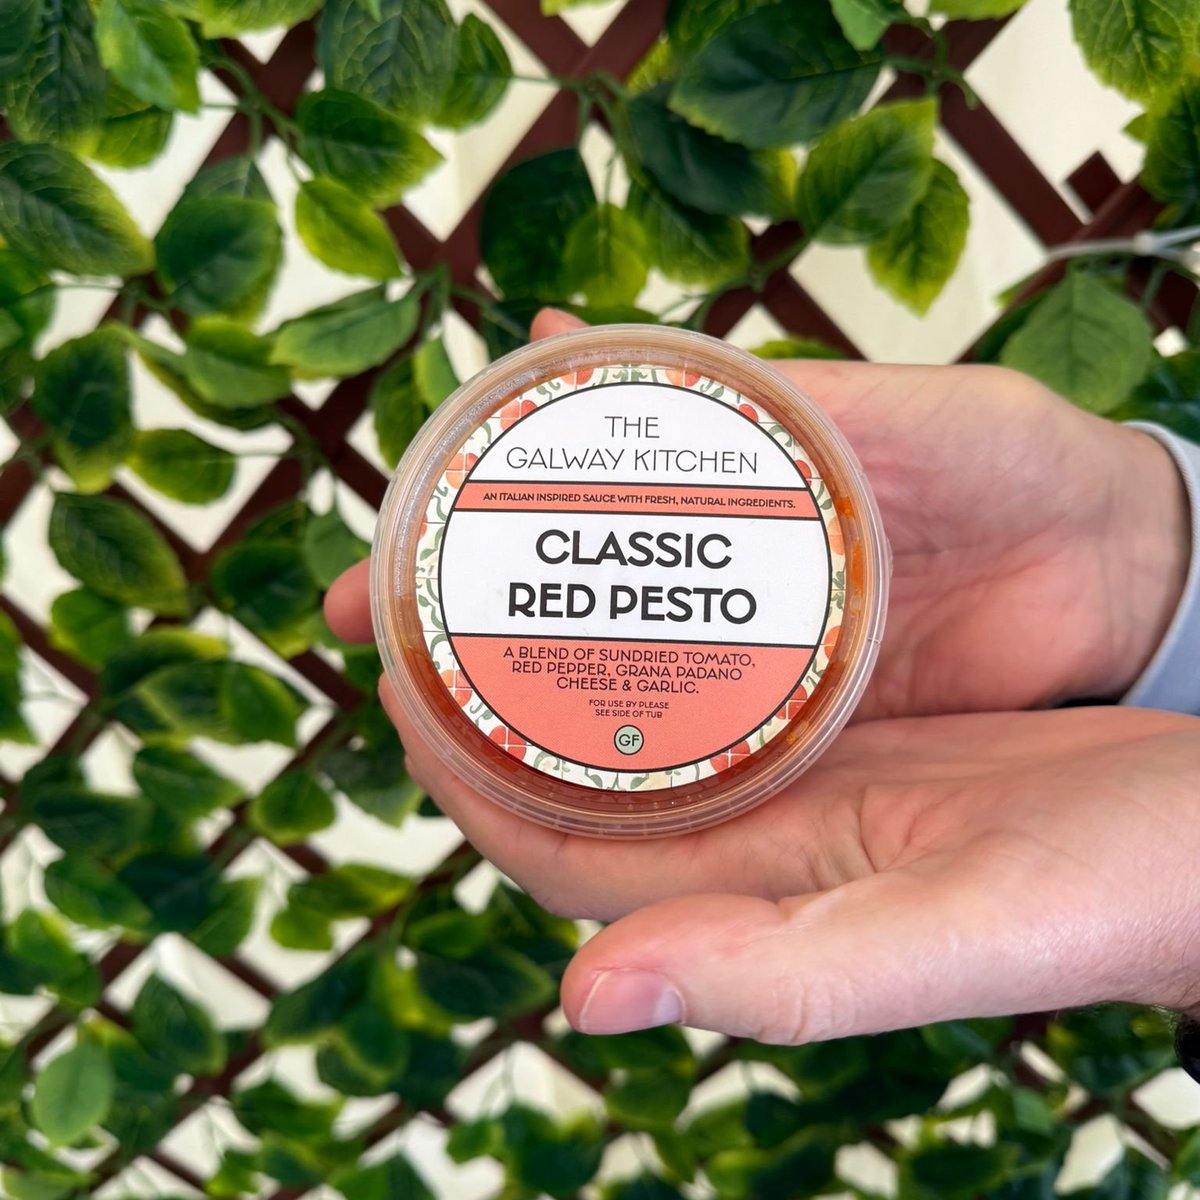 THE
GALWAY KITCHEN
AN ITALIAN INSPIRED SAUCE WITH FRESH, NATURAL INGREDIENTS.
CLASSIC
RED PESTO
A BLEND OF SUNDRIED TOMATO,
RED PEPPER, GRANA PADANO
CHEESE & GARLIC.
FOR USE BY PLEASE
SEE SIDE OF TUB
GF